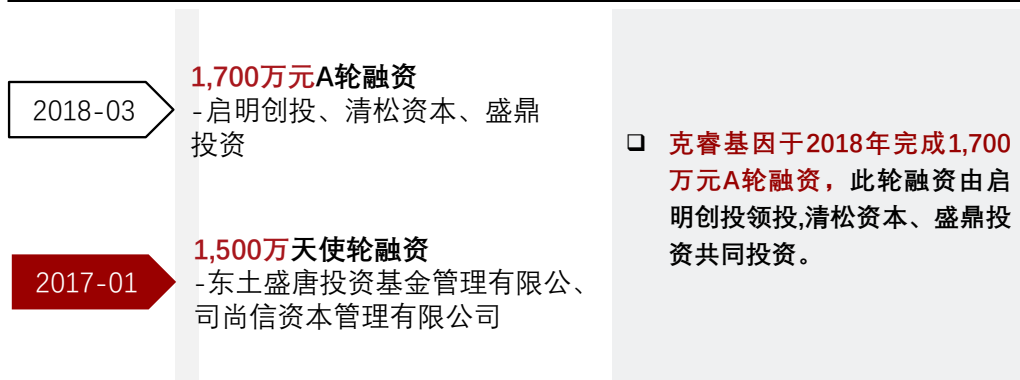 2018-03
1,700万元A轮融资
-启明创投、清松资本、盛鼎
投资
2017-01
1,500万天使轮融资
-东土盛唐投资基金管理有限公、
司尚信资本管理有限公司
❑ 克睿基因于2018年完成1,700
万元A轮融资，此轮融资由启
明创投领投,清松资本、盛鼎投
资共同投资。